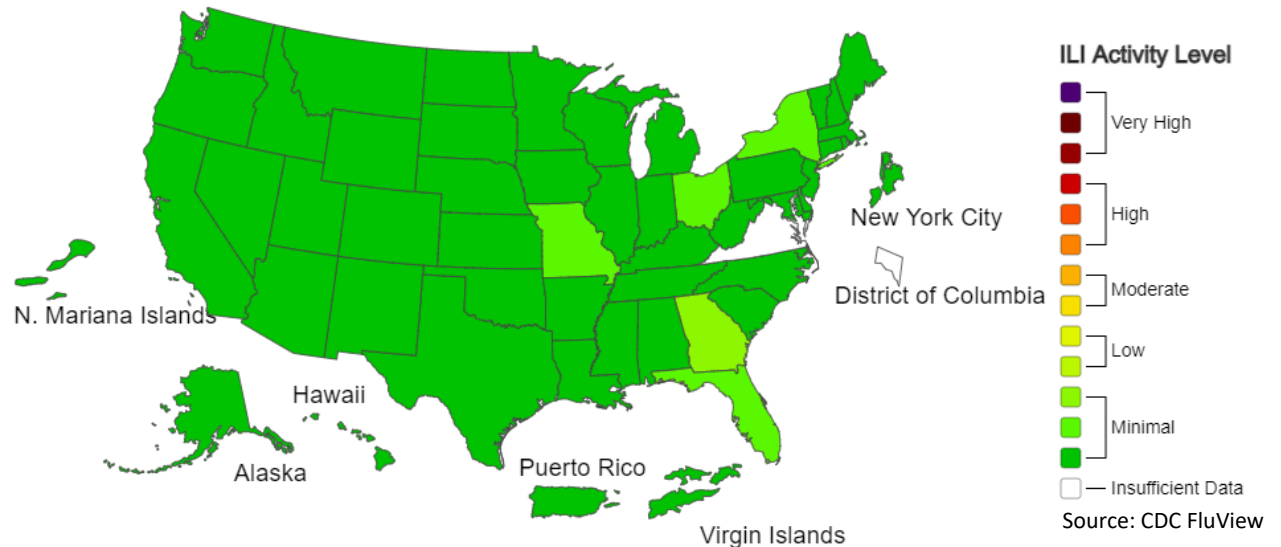 ILI Activity Level
Very High
High
Moderate
Low
Minimal
Insufficient Data
Source: CDC FluView
New York City
District of Columbia
N. Mariana Islands
Hawaii
Alaska
Puerto Rico
Virgin Islands